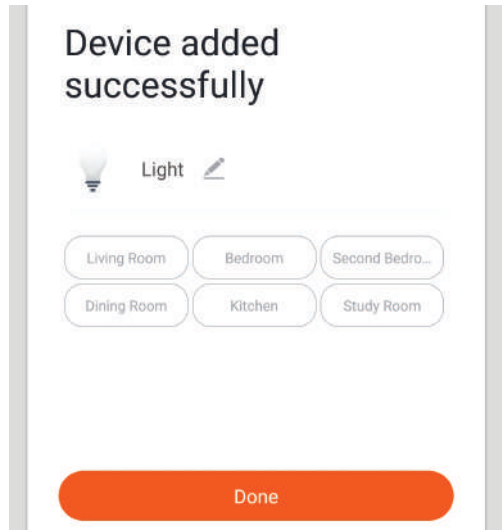 Device added
successfully
Light
Living Room Bedroom Second Bedro...
Dining Room Kitchen Study Room
Done